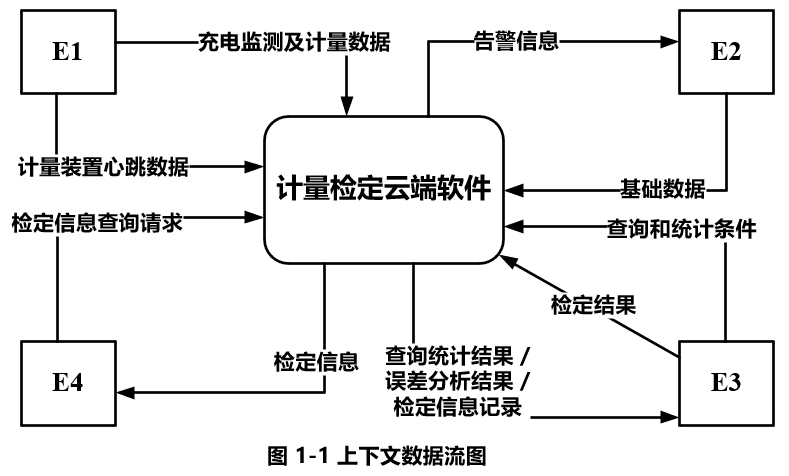 E1
充电监测及计量数据
告警信息
E2
计量装置心跳数据
计量检定云端软件
基础数据
检定信息查询请求
查询和统计条件
检定结果
E4
检定信息
查询统计结果 /
误差分析结果 /
检定信息记录
E3
图 1-1 上下文数据流图